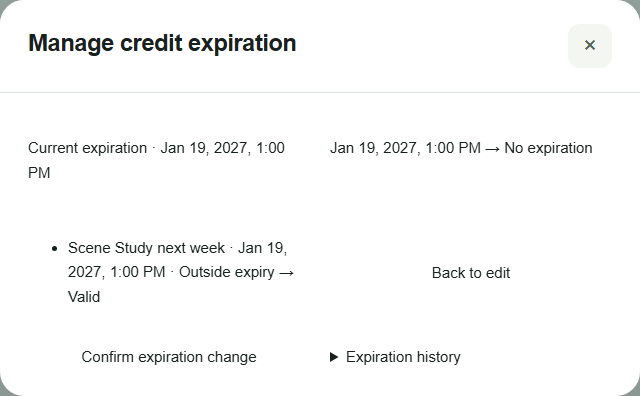 Manage credit expiration
×
Current expiration · Jan 19, 2027, 1:00
PM
Jan 19, 2027, 1:00 PM → No expiration
• Scene Study next week · Jan 19,
2027, 1:00 PM · Outside expiry →
Valid
Back to edit
Confirm expiration change
▶ Expiration history